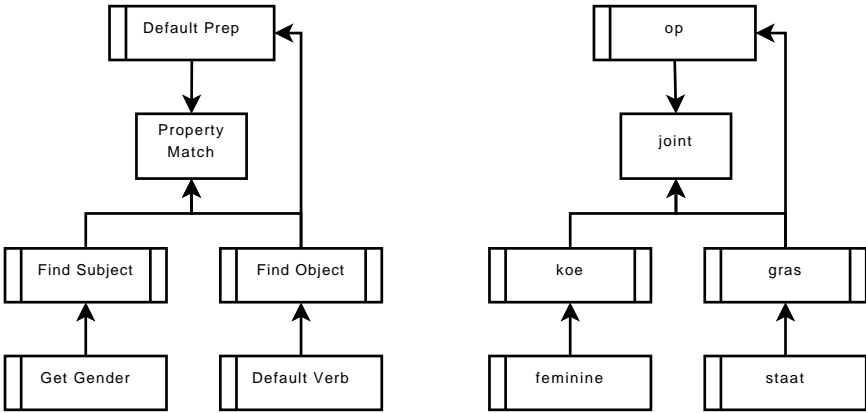 Default Prep
Property
Match
Find Subject
Find Object
Get Gender
Default Verb
op
joint
koe
gras
feminine
staat